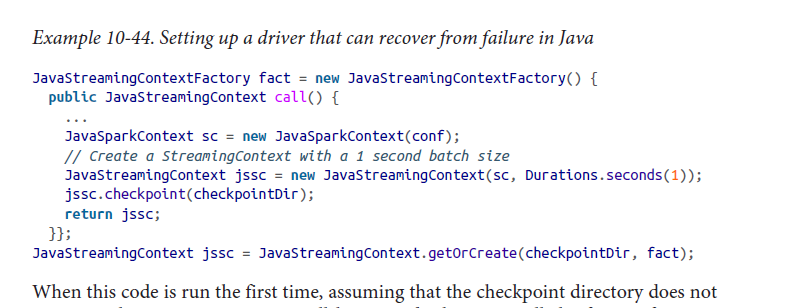 Example 10-44. Setting up a driver that can recover from failure in Java
JavaStreamingContextFactory fact = new JavaStreamingContextFactory() {
  public JavaStreamingContext call() {
    ...
    JavaSparkContext sc = new JavaSparkContext(conf);
    // Create a StreamingContext with a 1 second batch size
    JavaStreamingContext jssc = new JavaStreamingContext(sc, Durations.seconds(1));
    jssc.checkpoint(checkpointDir);
    return jssc;
  }};
JavaStreamingContext jssc = JavaStreamingContext.getOrCreate(checkpointDir, fact);
When this code is run the first time, assuming that the checkpoint directory does not